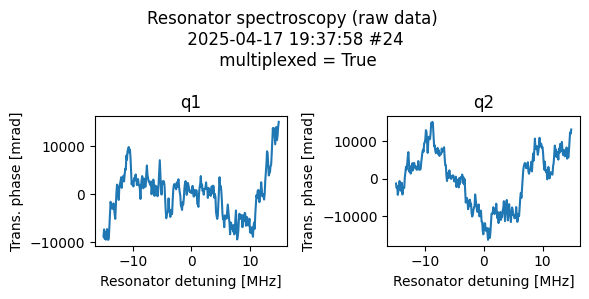 Resonator spectroscopy (raw data)
2025-04-17 19:37:58 #24
multiplexed = True
q1
q2
Trans. phase [mrad]
10000
0
−10000
−10
0
10
Resonator detuning [MHz]
Trans. phase [mrad]
10000
0
−10000
−10
0
10
Resonator detuning [MHz]